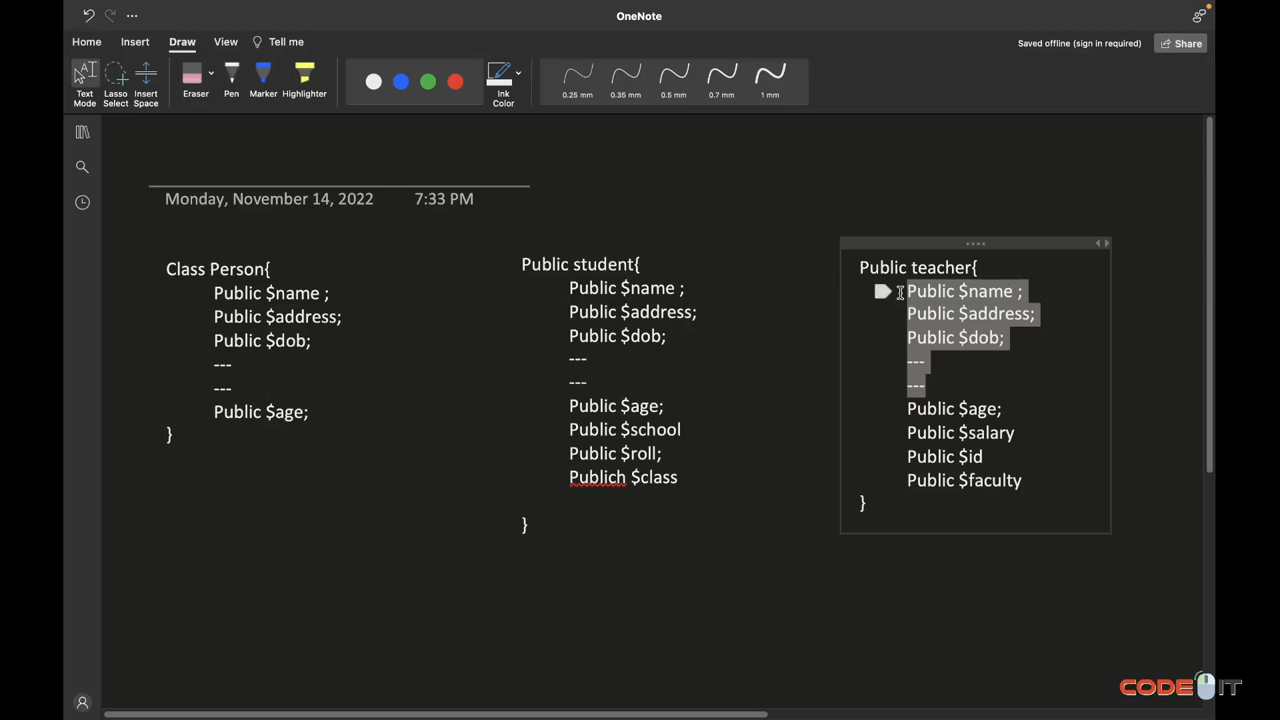 OneNote
Home Insert Draw View Tell me
Saved offline (sign in required) Share
Text Mode
Lasso Select
Insert Space
Eraser
Pen
Marker
Highlighter
Ink Color
0.25 mm 0.35 mm 0.5 mm 0.7 mm 1 mm
Monday, November 14, 2022 7:33 PM
Class Person{
Public $name ;
Public $address;
Public $dob;
---
---
Public $age;
}
Public student{
Public $name ;
Public $address;
Public $dob;
---
---
Public $age;
Public $school
Public $roll;
Publich $class
}
Public teacher{
Public $name ;
Public $address;
Public $dob;
---
---
Public $age;
Public $salary
Public $id
Public $faculty
}
CODE IT